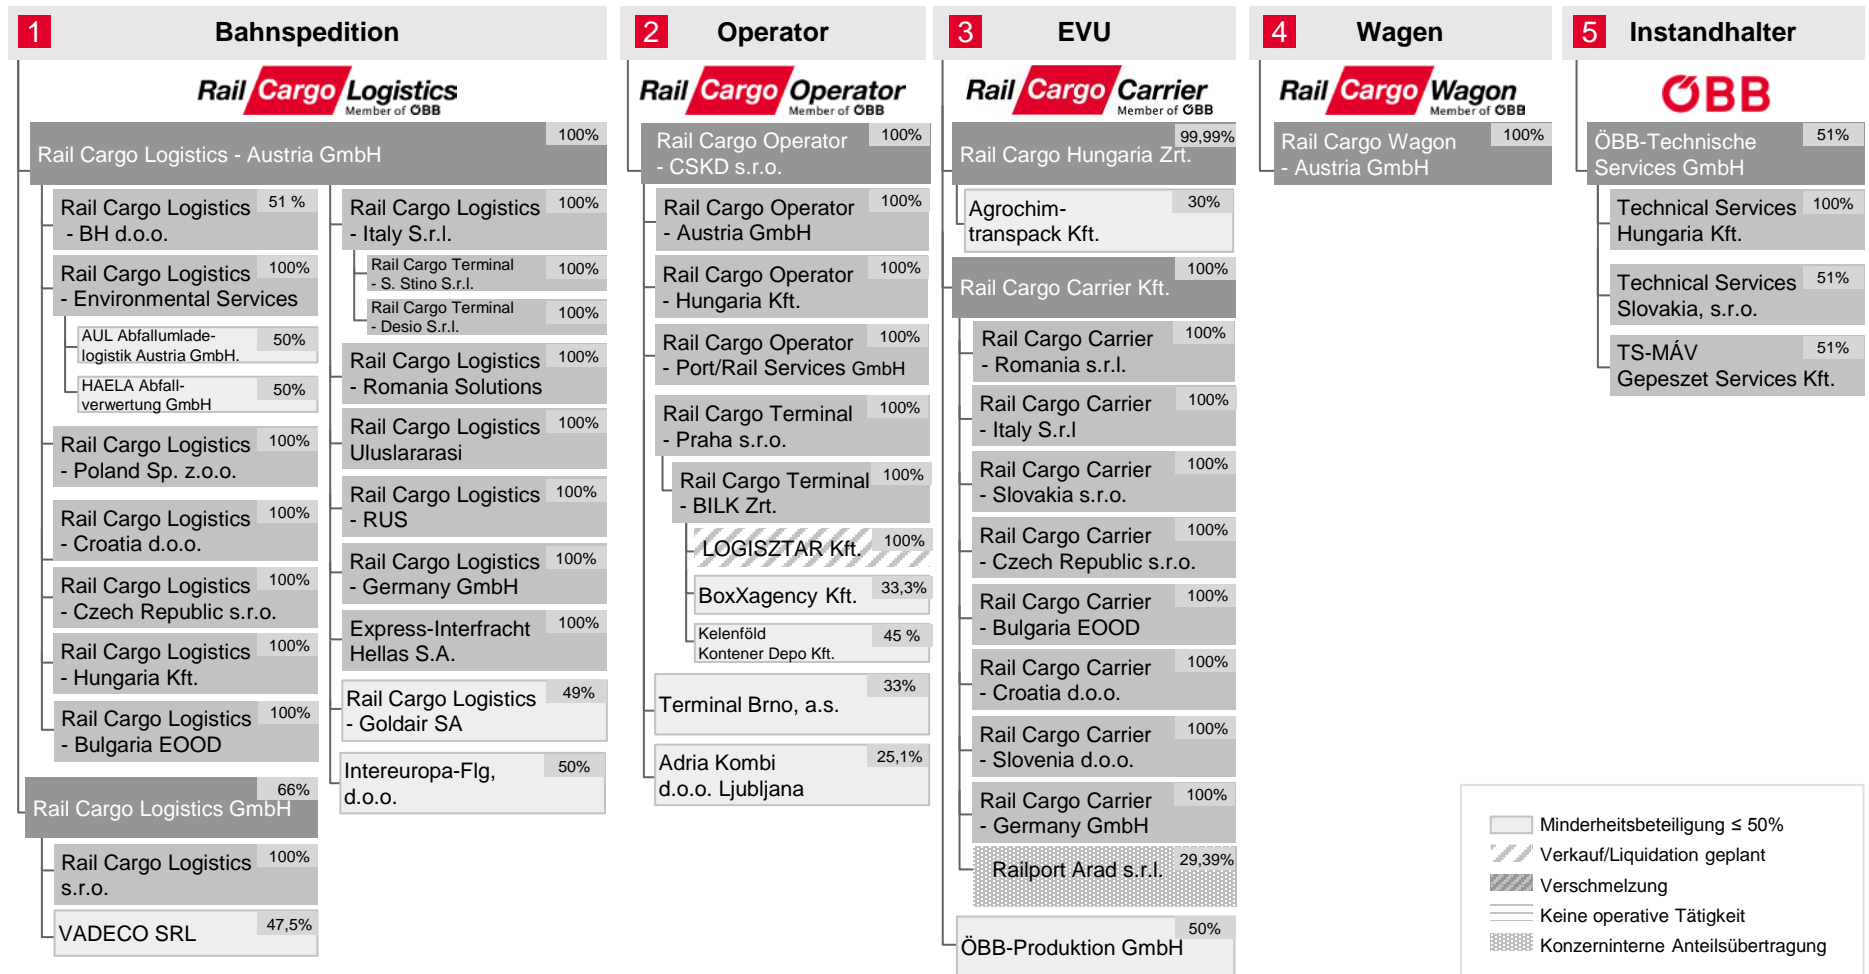 1 Bahnspedition
Rail Cargo Logistics
Member of ÖBB
100%
Rail Cargo Logistics - Austria GmbH
Rail Cargo Logistics 51 %
- BH d.o.o.
Rail Cargo Logistics 100%
- Environmental Services
AUL Abfallumlade-
logistik Austria GmbH. 50%
HAELA Abfall-
verwertung GmbH 50%
Rail Cargo Logistics 100%
- Poland Sp. z.o.o.
Rail Cargo Logistics 100%
- Croatia d.o.o.
Rail Cargo Logistics 100%
- Czech Republic s.r.o.
Rail Cargo Logistics 100%
- Hungaria Kft.
Rail Cargo Logistics 100%
- Bulgaria EOOD
Rail Cargo Logistics 100%
- Italy S.r.l.
Rail Cargo Terminal 100%
- S. Stino S.r.l.
Rail Cargo Terminal 100%
- Desio S.r.l.
Rail Cargo Logistics 100%
- Romania Solutions
Rail Cargo Logistics 100%
Uluslararasi
Rail Cargo Logistics 100%
- RUS
Rail Cargo Logistics 100%
- Germany GmbH
Express-Interfracht 100%
Hellas S.A.
Rail Cargo Logistics 49%
- Goldair SA
Intereuropa-Flg, 50%
d.o.o.
66%
Rail Cargo Logistics GmbH
Rail Cargo Logistics 100%
s.r.o.
VADECO SRL 47,5%
2 Operator
Rail Cargo Operator
Member of ÖBB
Rail Cargo Operator 100%
- CSKD s.r.o.
Rail Cargo Operator 100%
- Austria GmbH
Rail Cargo Operator 100%
- Hungaria Kft.
Rail Cargo Operator 100%
- Port/Rail Services GmbH
Rail Cargo Terminal 100%
- Praha s.r.o.
Rail Cargo Terminal 100%
- BILK Zrt.
LOGISZTAR Kft. 100%
BoxXagency Kft. 33,3%
Kelenföld 45 %
Kontener Depo Kft.
33%
Terminal Brno, a.s.
Adria Kombi 25,1%
d.o.o. Ljubljana
3 EVU
Rail Cargo Carrier
Member of ÖBB
99,99%
Rail Cargo Hungaria Zrt.
Agrochim- 30%
transpack Kft.
100%
Rail Cargo Carrier Kft.
Rail Cargo Carrier 100%
- Romania s.r.l.
Rail Cargo Carrier 100%
- Italy S.r.l
Rail Cargo Carrier 100%
- Slovakia s.r.o.
Rail Cargo Carrier 100%
- Czech Republic s.r.o.
Rail Cargo Carrier 100%
- Bulgaria EOOD
Rail Cargo Carrier 100%
- Croatia d.o.o.
Rail Cargo Carrier 100%
- Slovenia d.o.o.
Rail Cargo Carrier 100%
- Germany GmbH
Railport Arad s.r.l. 29,39%
50%
ÖBB-Produktion GmbH
4 Wagen
Rail Cargo Wagon
Member of ÖBB
Rail Cargo Wagon 100%
- Austria GmbH
5 Instandhalter
ÖBB
ÖBB-Technische 51%
Services GmbH
Technical Services 100%
Hungaria Kft.
Technical Services 51%
Slovakia, s.r.o.
TS-MÁV 51%
Gepeszet Services Kft.
Minderheitsbeteiligung ≤ 50%
Verkauf/Liquidation geplant
Verschmelzung
Keine operative Tätigkeit
Konzerninterne Anteilsübertragung